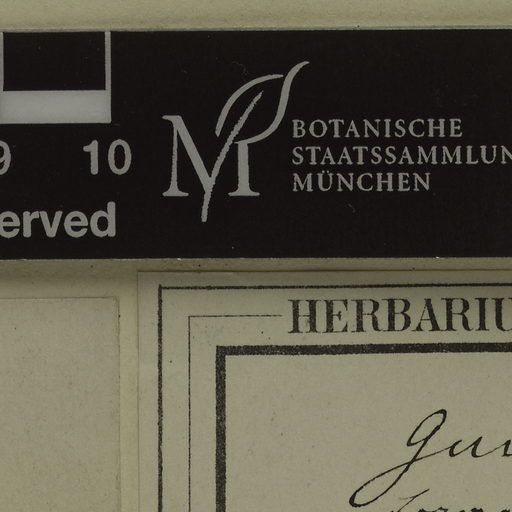 9 10
erved
BOTANISCHE
STAATSSAMMLUN
MÜNCHEN
HERBARIU